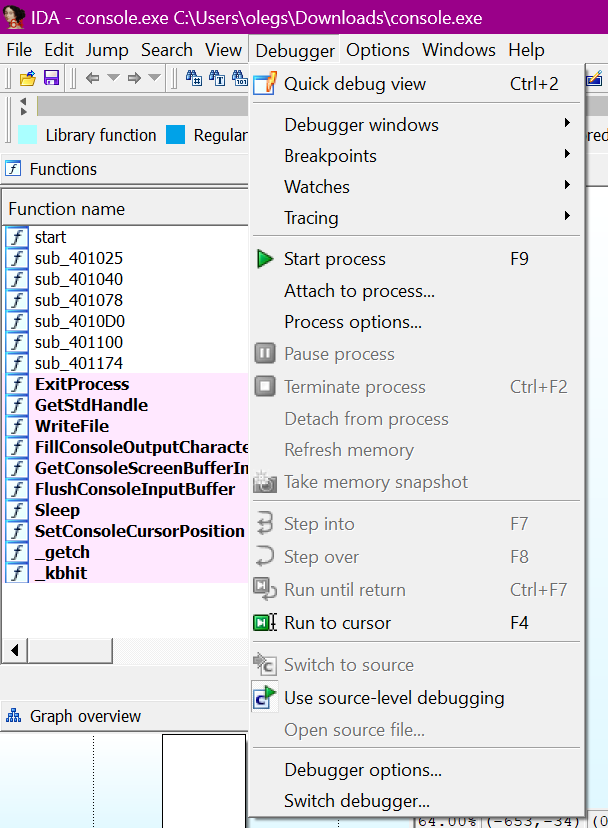 IDA - console.exe C:\Users\olegs\Downloads\console.exe
File Edit Jump Search View Debugger Options Windows Help
Library function Regular
Functions
Function name
start
sub_401025
sub_401040
sub_401078
sub_4010D0
sub_401100
sub_401174
ExitProcess
GetStdHandle
WriteFile
FillConsoleOutputCharacte
GetConsoleScreenBufferIn
FlushConsoleInputBuffer
Sleep
SetConsoleCursorPosition
_getch
_kbhit
Graph overview
Quick debug view Ctrl+2
Debugger windows
Breakpoints
Watches
Tracing
Start process F9
Attach to process...
Process options...
Pause process
Terminate process Ctrl+F2
Detach from process
Refresh memory
Take memory snapshot
Step into F7
Step over F8
Run until return Ctrl+F7
Run to cursor F4
Switch to source
Use source-level debugging
Open source file...
Debugger options...
Switch debugger...
red
64.00% (-653,-34) (0